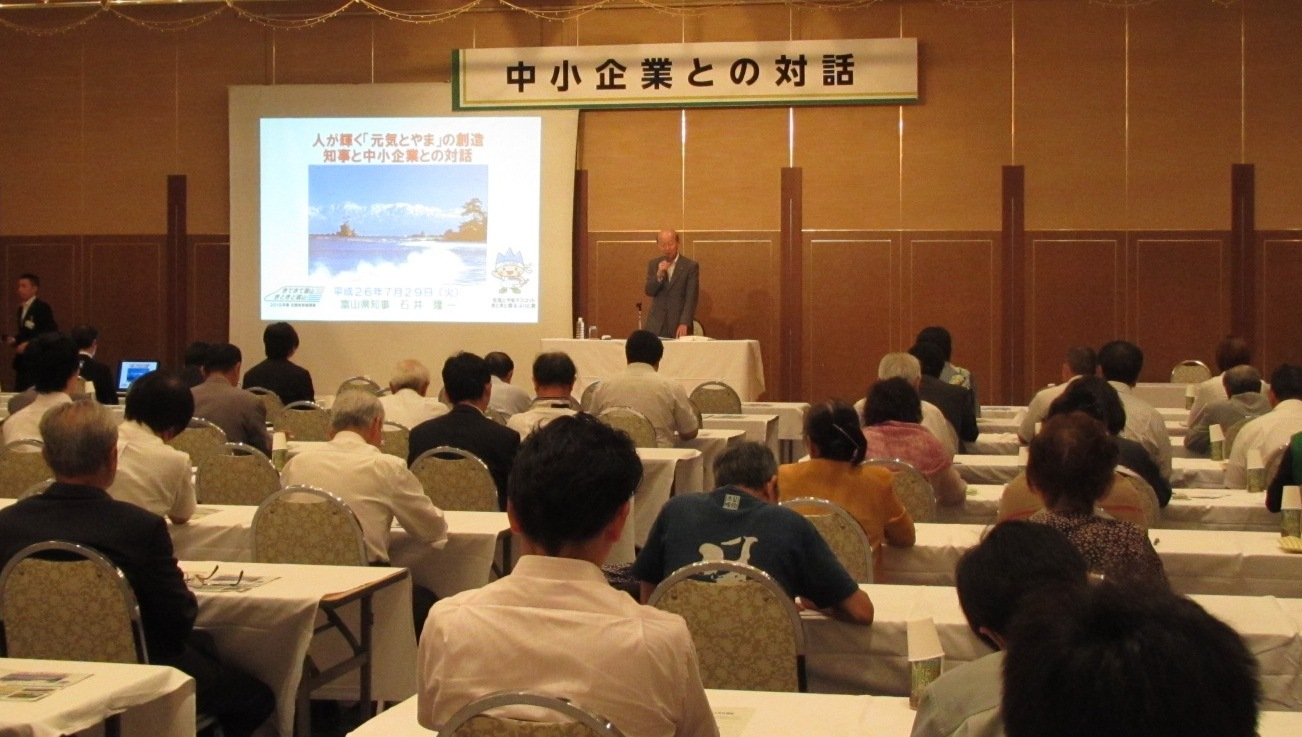 中小企業との対話
人が輝く「元気とやま」の創造
知事と中小企業との対話
平成26年7月29日(火)
富山県知事 石井 隆一